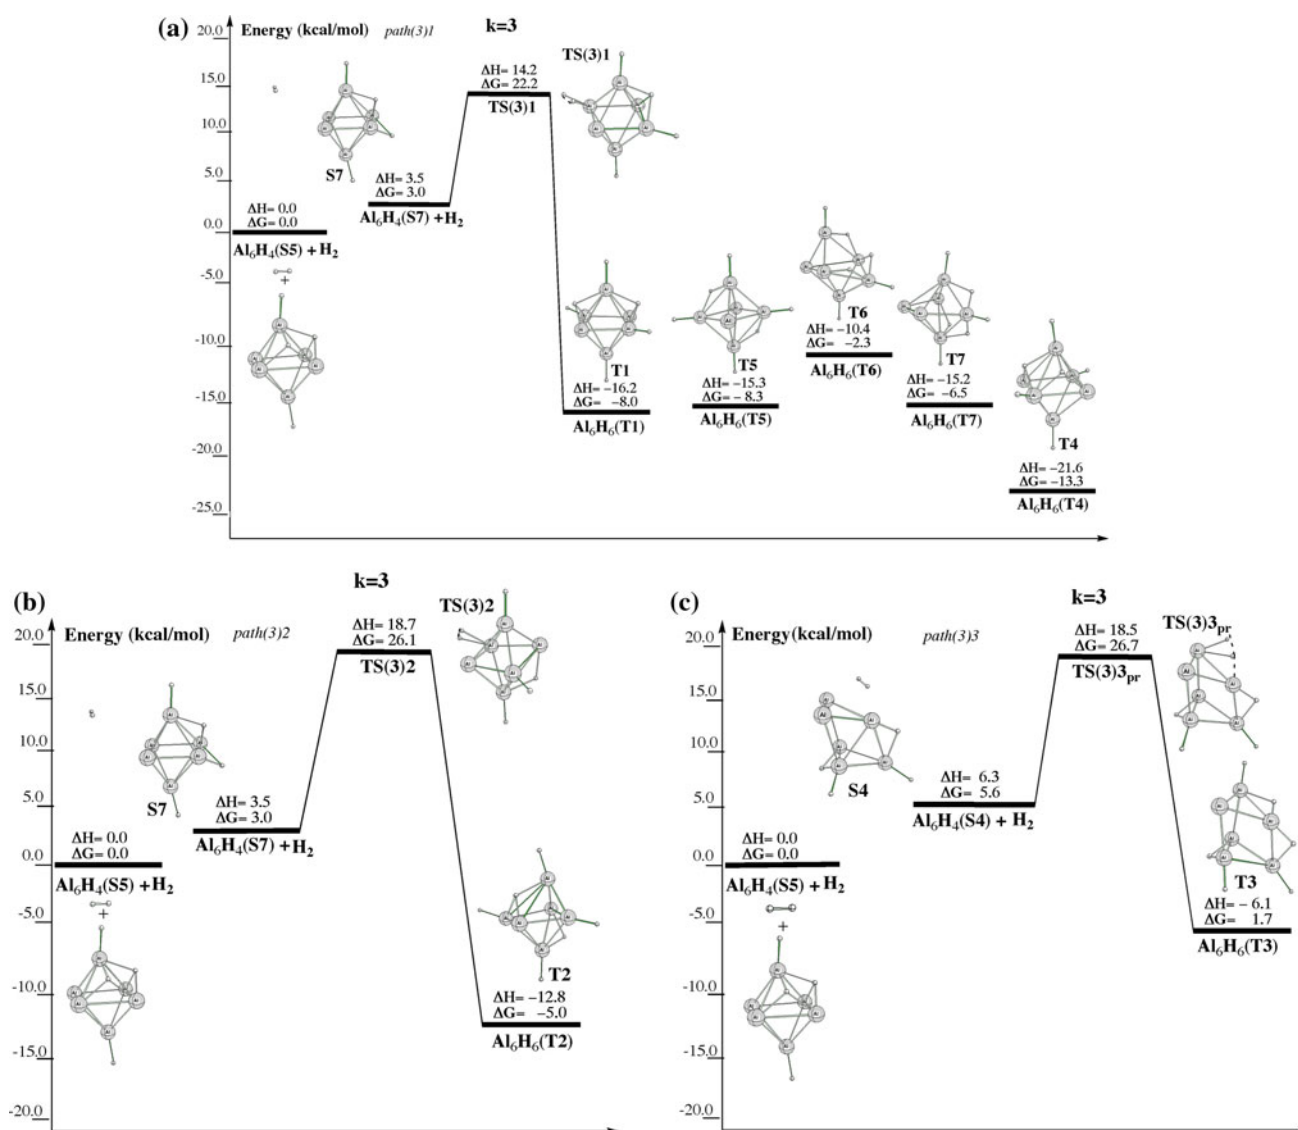 (a) Energy (kcal/mol) path(3)1 k=3
20.0
15.0
10.0
5.0
0.0
-5.0
-10.0
-15.0
-20.0
-25.0
ΔH= 0.0
ΔG= 0.0
Al₆H₄(S5) + H₂
+
S7
ΔH= 3.5
ΔG= 3.0
Al₆H₄(S7) +H₂
ΔH= 14.2
ΔG= 22.2
TS(3)1
TS(3)1
T1
ΔH= −16.2
ΔG= −8.0
Al₆H₆(T1)
T5
ΔH= −15.3
ΔG= − 8.3
Al₆H₆(T5)
T6
ΔH= −10.4
ΔG= −2.3
Al₆H₆(T6)
T7
ΔH= −15.2
ΔG= −6.5
Al₆H₆(T7)
T4
ΔH= −21.6
ΔG= −13.3
Al₆H₆(T4)
(b) k=3
Energy (kcal/mol) path(3)2
20.0
15.0
10.0
5.0
0.0
-5.0
-10.0
-15.0
-20.0
ΔH= 0.0
ΔG= 0.0
Al₆H₄(S5) + H₂
+
S7
ΔH= 3.5
ΔG= 3.0
Al₆H₄(S7) +H₂
ΔH= 18.7
ΔG= 26.1
TS(3)2
TS(3)2
T2
ΔH= −12.8
ΔG= −5.0
Al₆H₆(T2)
(c) k=3
Energy (kcal/mol) path(3)3
20.0
15.0
10.0
5.0
0.0
-5.0
-10.0
-15.0
-20.0
ΔH= 0.0
ΔG= 0.0
Al₆H₄(S5) + H₂
+
S4
ΔH= 6.3
ΔG= 5.6
Al₆H₄(S4) + H₂
ΔH= 18.5
ΔG= 26.7
TS(3)3pr
TS(3)3pr
T3
ΔH= − 6.1
ΔG= 1.7
Al₆H₆(T3)